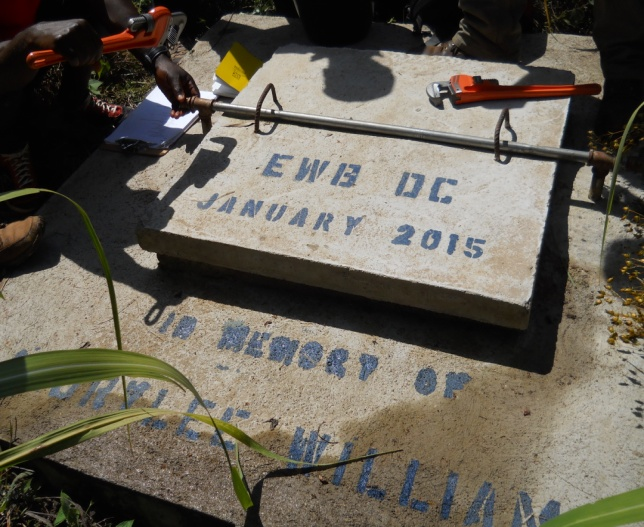 EWB DC
JANUARY 2015
IN MEMORY OF
WILLIAM